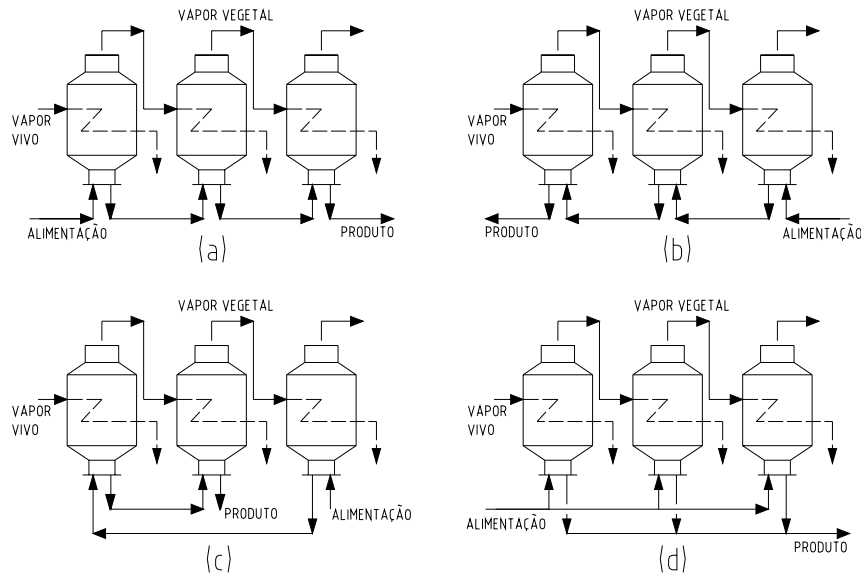 VAPOR VEGETAL
VAPOR
VIVO
ALIMENTAÇÃO
PRODUTO
(a)
VAPOR VEGETAL
VAPOR
VIVO
PRODUTO
ALIMENTAÇÃO
(b)
VAPOR VEGETAL
VAPOR
VIVO
PRODUTO
ALIMENTAÇÃO
(c)
VAPOR VEGETAL
VAPOR
VIVO
ALIMENTAÇÃO
PRODUTO
(d)